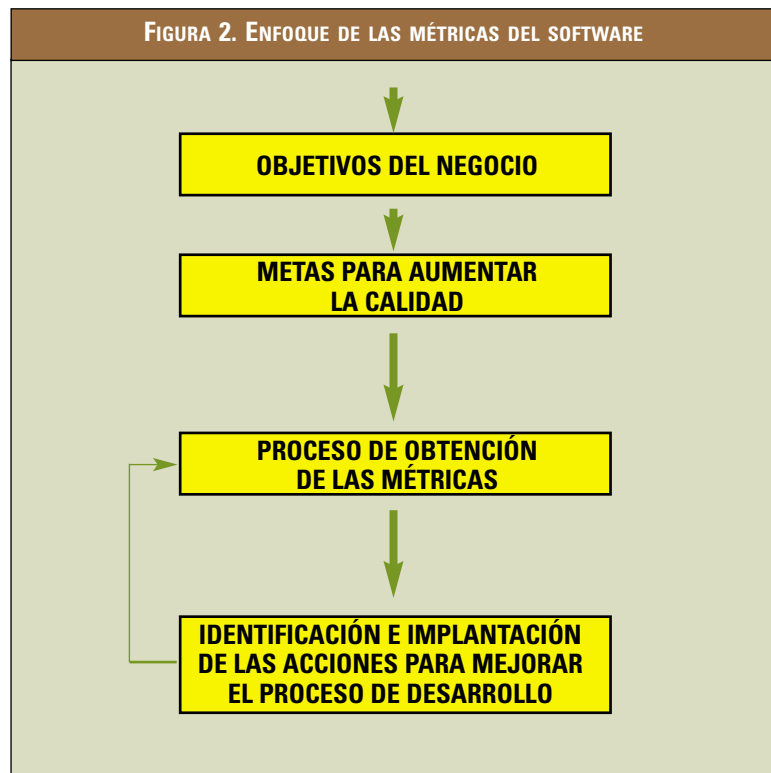 FIGURA 2. ENFOQUE DE LAS MÉTRICAS DEL SOFTWARE
OBJETIVOS DEL NEGOCIO
METAS PARA AUMENTAR
LA CALIDAD
PROCESO DE OBTENCIÓN
DE LAS MÉTRICAS
IDENTIFICACIÓN E IMPLANTACIÓN
DE LAS ACCIONES PARA MEJORAR
EL PROCESO DE DESARROLLO